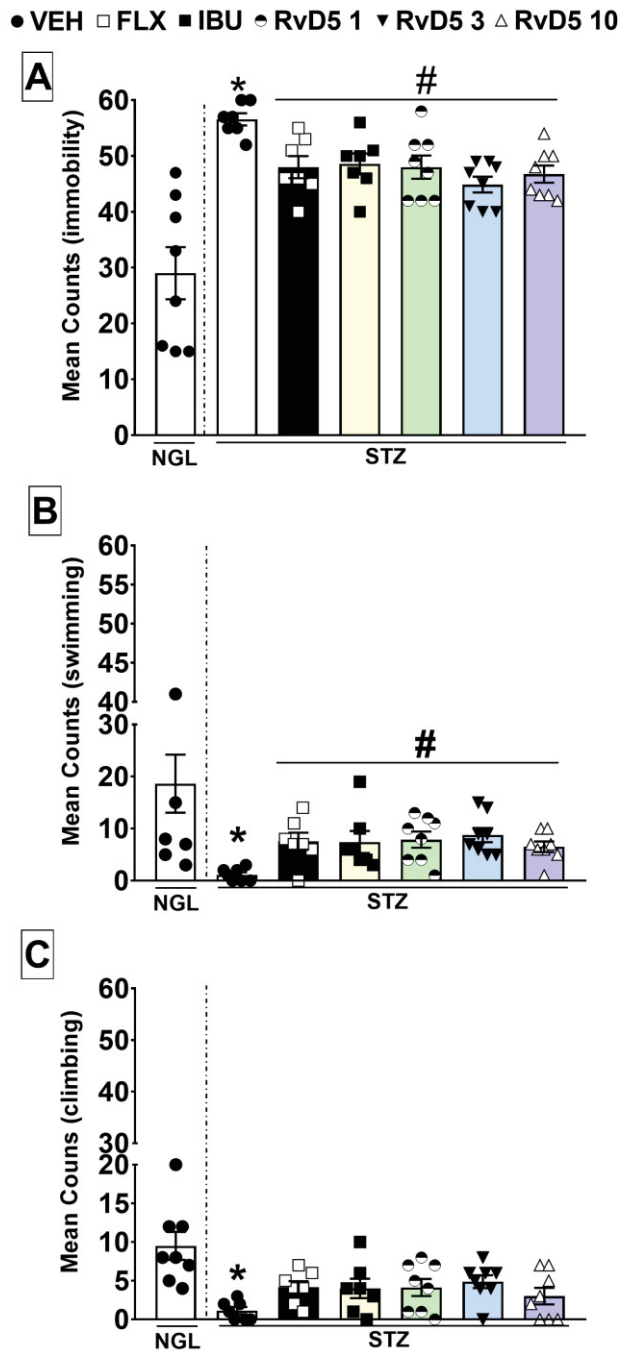 VEH FLX IBU RvD5 1 RvD5 3 RvD5 10
A
Mean Counts (immobility)
60
50
40
30
20
10
0
*
#
NGL
STZ
B
Mean Counts (swimming)
60
55
50
45
40
30
20
10
0
*
#
NGL
STZ
C
Mean Couns (climbing)
60
50
40
30
20
15
10
5
0
*
NGL
STZ